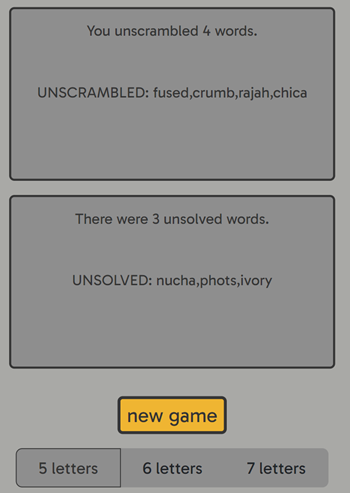 You unscrambled 4 words.
UNSCRAMBLED: fused,crumb,rajah,chica
There were 3 unsolved words.
UNSOLVED: nucha,phots,ivory
new game
5 letters
6 letters
7 letters